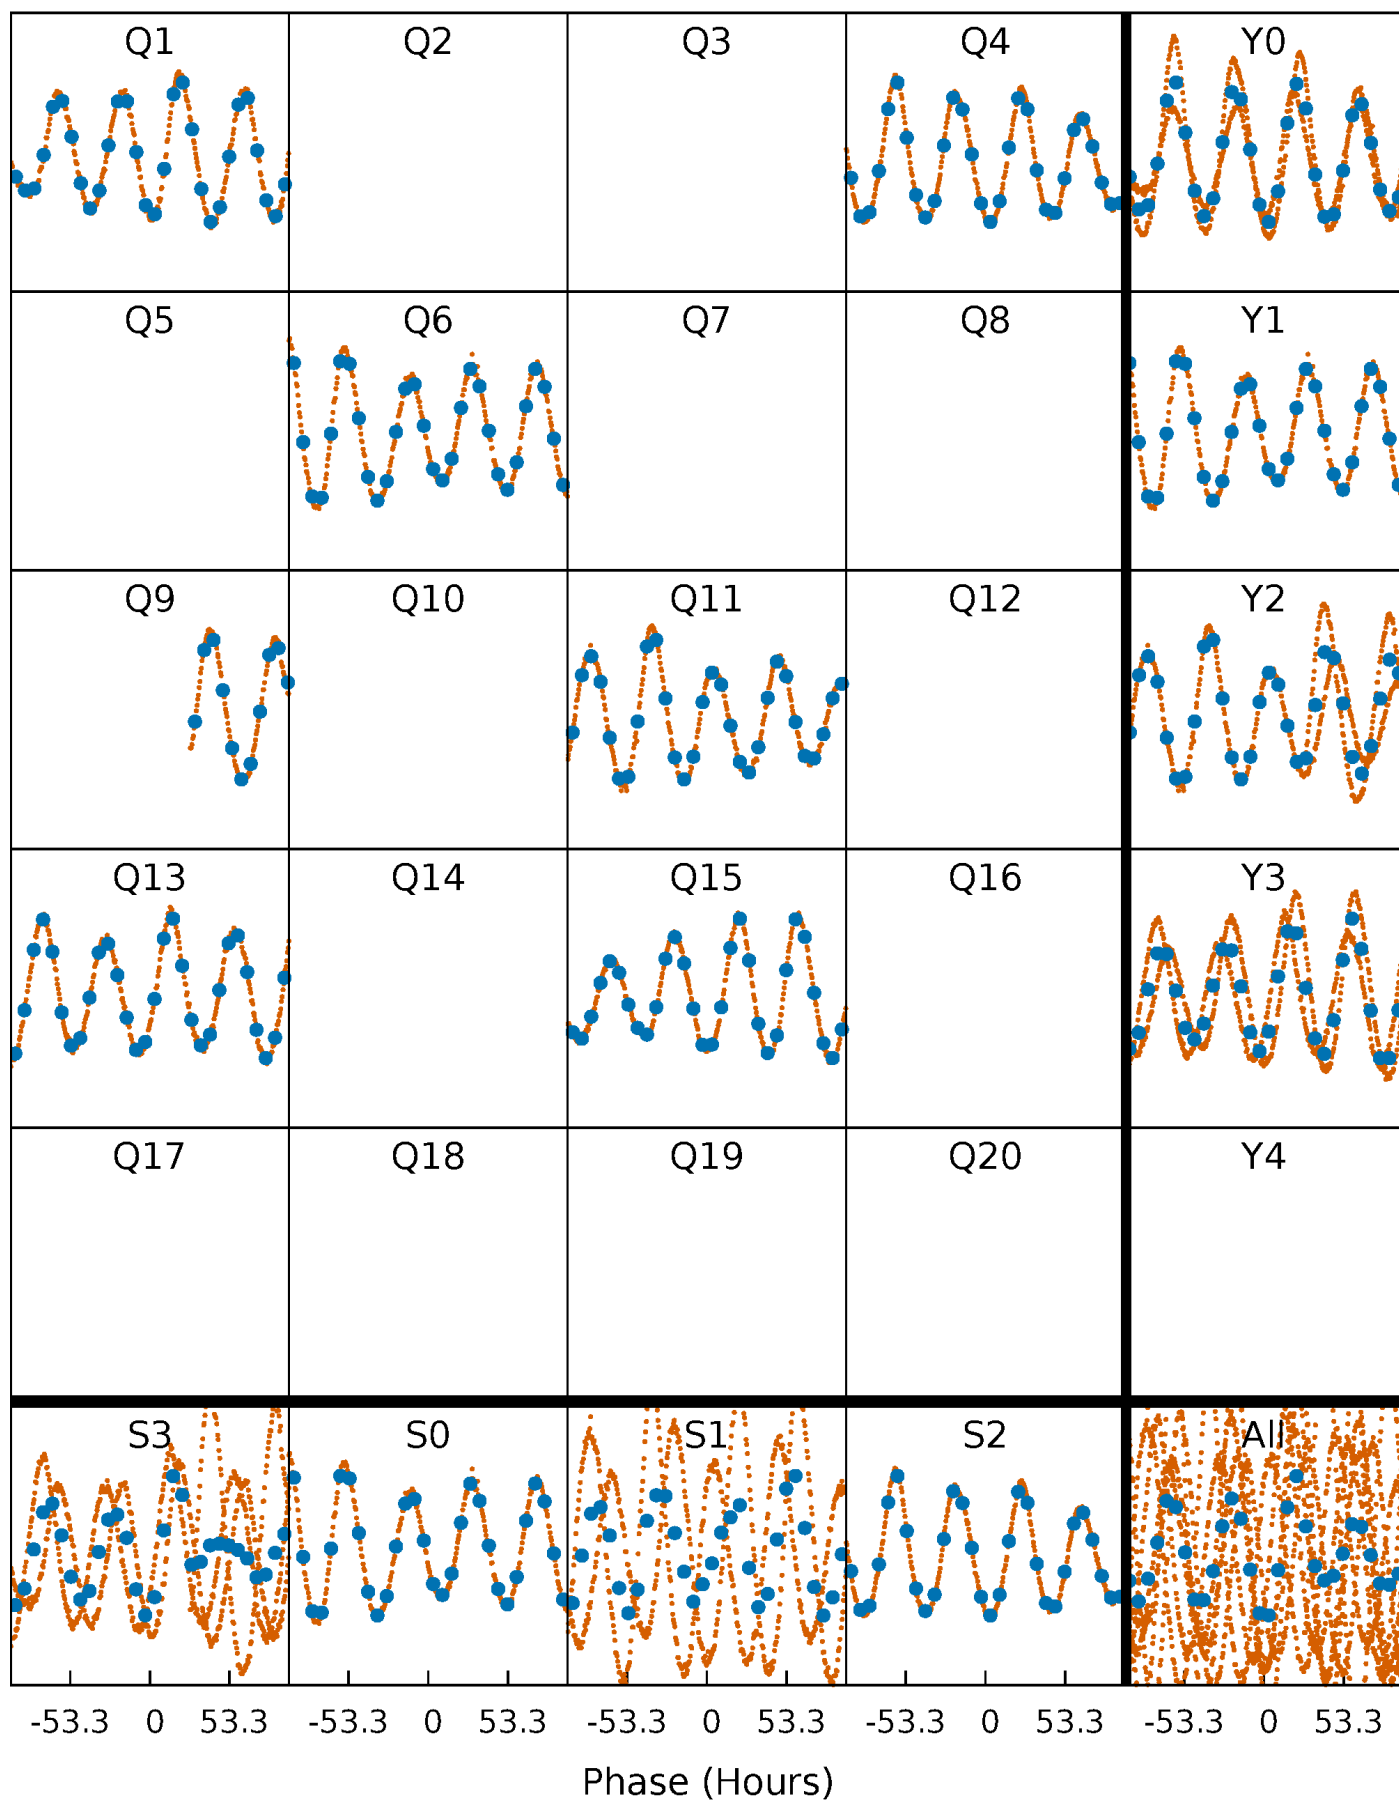 Q1 Q2 Q3 Q4 Y0
Q5 Q6 Q7 Q8 Y1
Q9 Q10 Q11 Q12 Y2
Q13 Q14 Q15 Q16 Y3
Q17 Q18 Q19 Q20 Y4
S3 S0 S1 S2 All
-53.3 0 53.3 -53.3 0 53.3 -53.3 0 53.3 -53.3 0 53.3 -53.3 0 53.3
Phase (Hours)